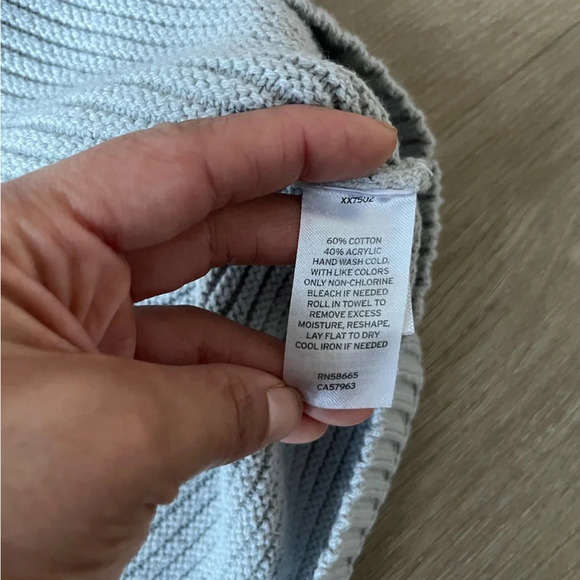 XX7502
60% COTTON
40% ACRYLIC
HAND WASH COLD,
WITH LIKE COLORS
ONLY NON-CHLORINE
BLEACH IF NEEDED
ROLL IN TOWEL TO
REMOVE EXCESS
MOISTURE, RESHAPE,
LAY FLAT TO DRY
COOL IRON IF NEEDED
RN58665
CA57963